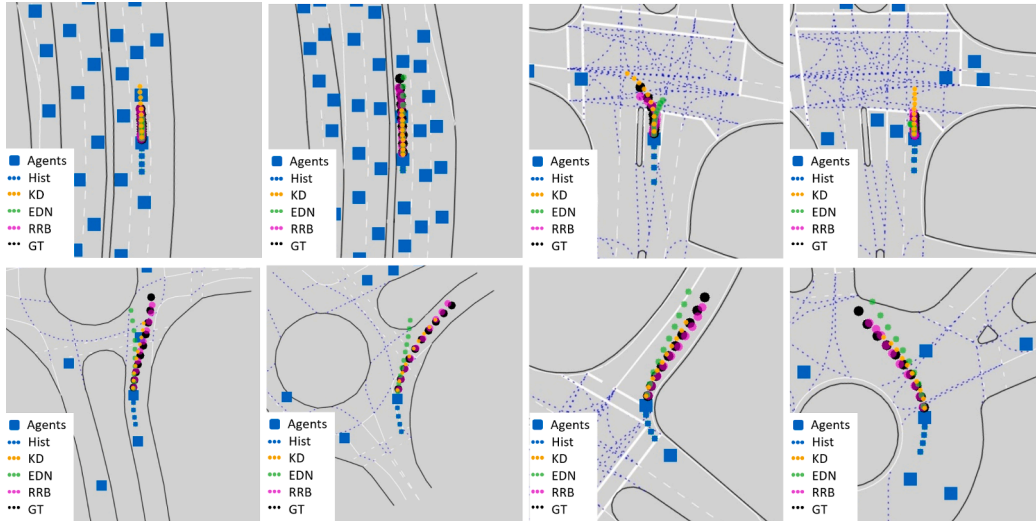 Agents
Hist
KD
EDN
RRB
GT
Agents
Hist
KD
EDN
RRB
GT
Agents
Hist
KD
EDN
RRB
GT
Agents
Hist
KD
EDN
RRB
GT
Agents
Hist
KD
EDN
RRB
GT
Agents
Hist
KD
EDN
RRB
GT
Agents
Hist
KD
EDN
RRB
GT
Agents
Hist
KD
EDN
RRB
GT